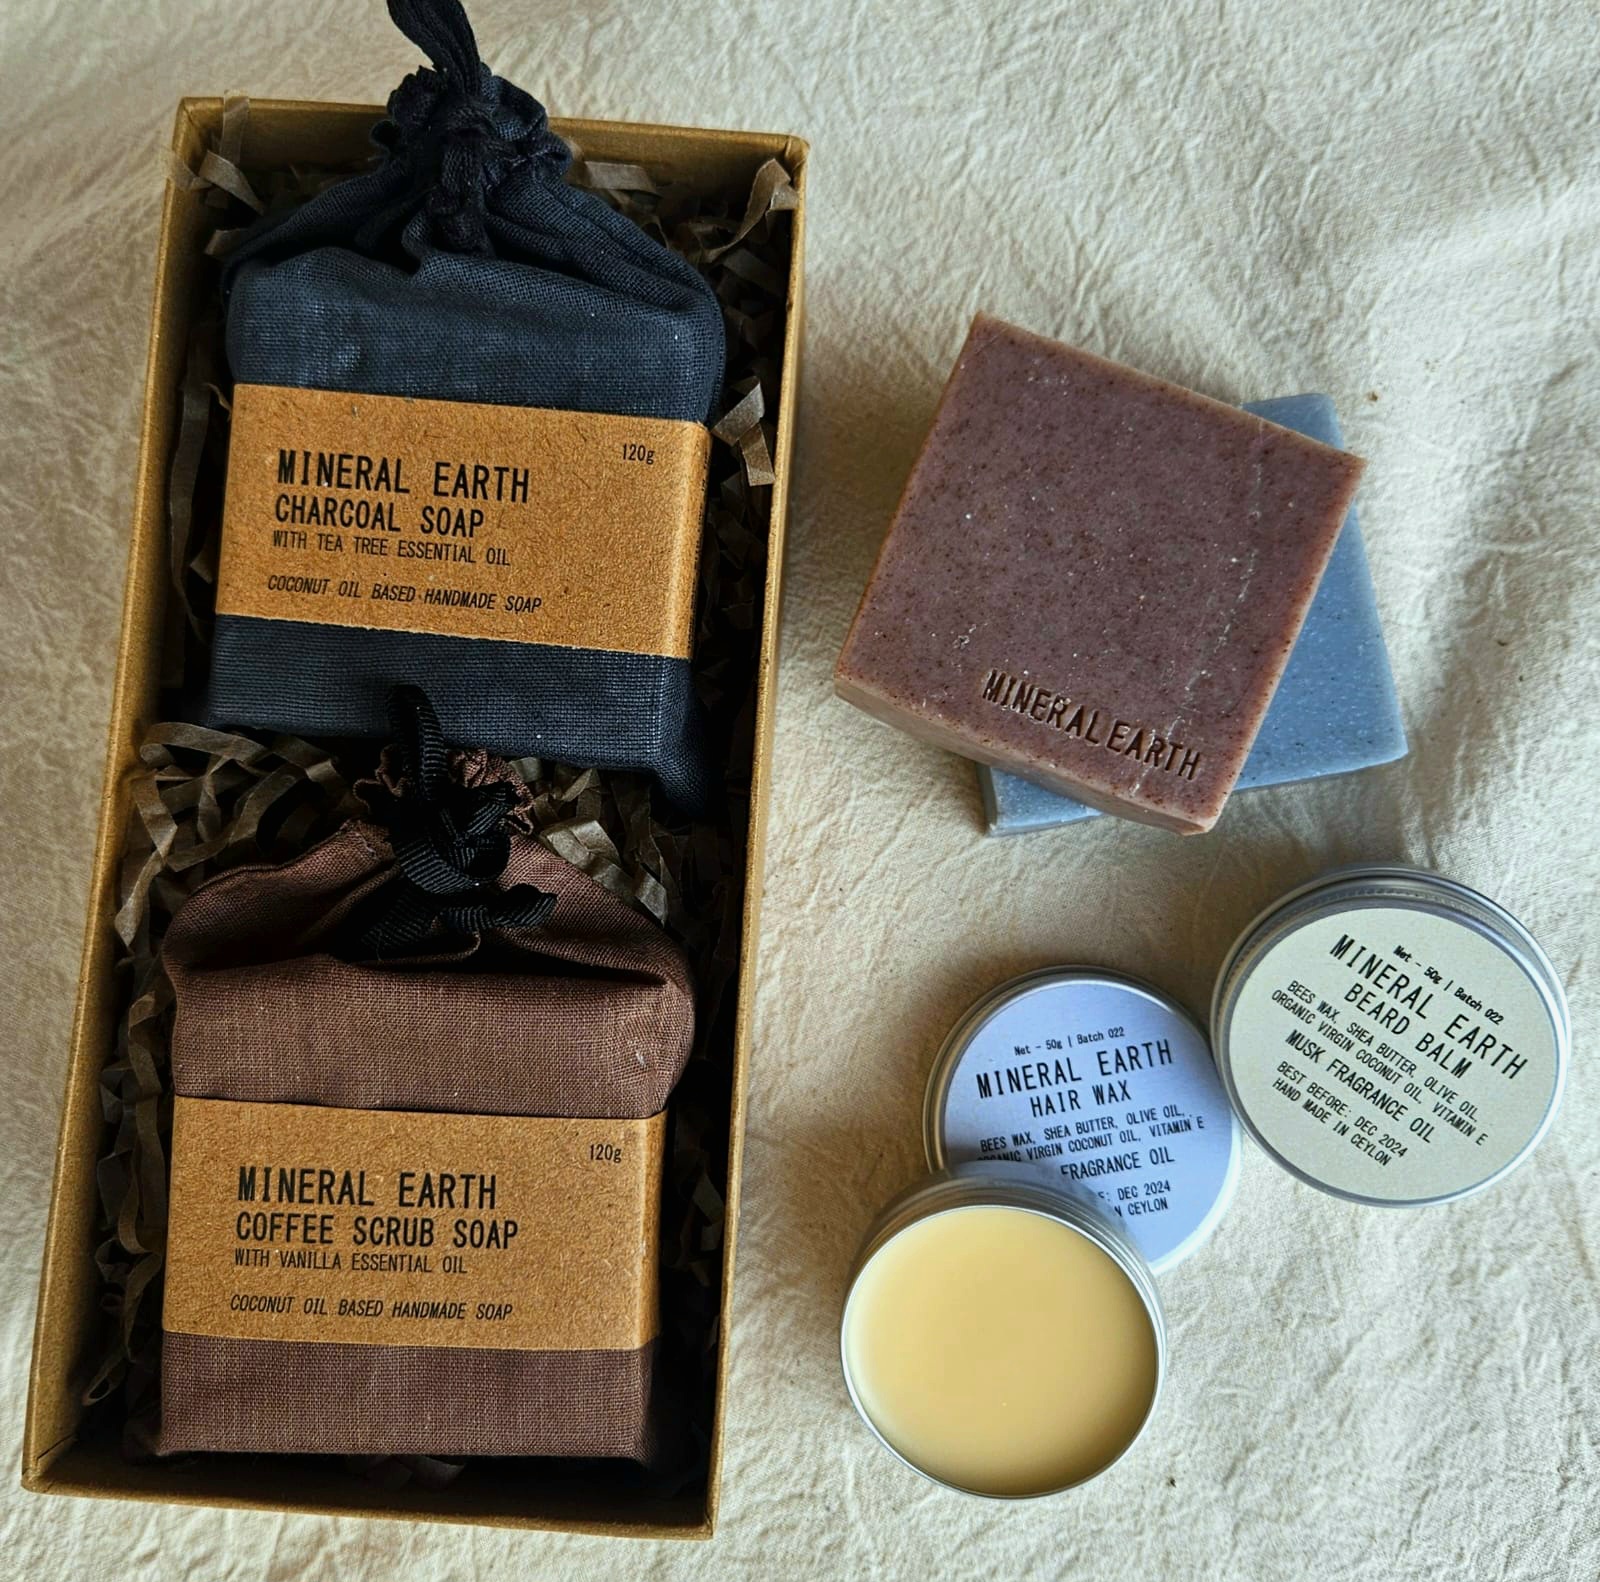 120g
MINERAL EARTH
CHARCOAL SOAP
WITH TEA TREE ESSENTIAL OIL
COCONUT OIL BASED HANDMADE SOAP
120g
MINERAL EARTH
COFFEE SCRUB SOAP
WITH VANILLA ESSENTIAL OIL
COCONUT OIL BASED HANDMADE SOAP
MINERAL EARTH
Net - 50g | Batch 022
MINERAL EARTH
BEARD BALM
BEES WAX, SHEA BUTTER, OLIVE OIL,
ORGANIC VIRGIN COCONUT OIL, VITAMIN E
MUSK FRAGRANCE OIL
BEST BEFORE: DEC 2024
HAND MADE IN CEYLON
Net - 50g | Batch 022
MINERAL EARTH
HAIR WAX
BEES WAX, SHEA BUTTER, OLIVE OIL,
ORGANIC VIRGIN COCONUT OIL, VITAMIN E
FRAGRANCE OIL
DEC 2024
CEYLON